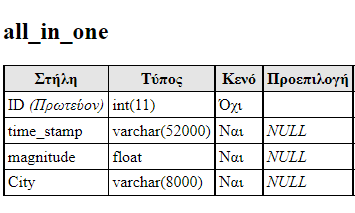 all_in_one
Στήλη Τύπος Κενό Προεπιλογή
ID (Πρωτεύον) int(11) Όχι
time_stamp varchar(52000) Ναι NULL
magnitude float Ναι NULL
City varchar(8000) Ναι NULL